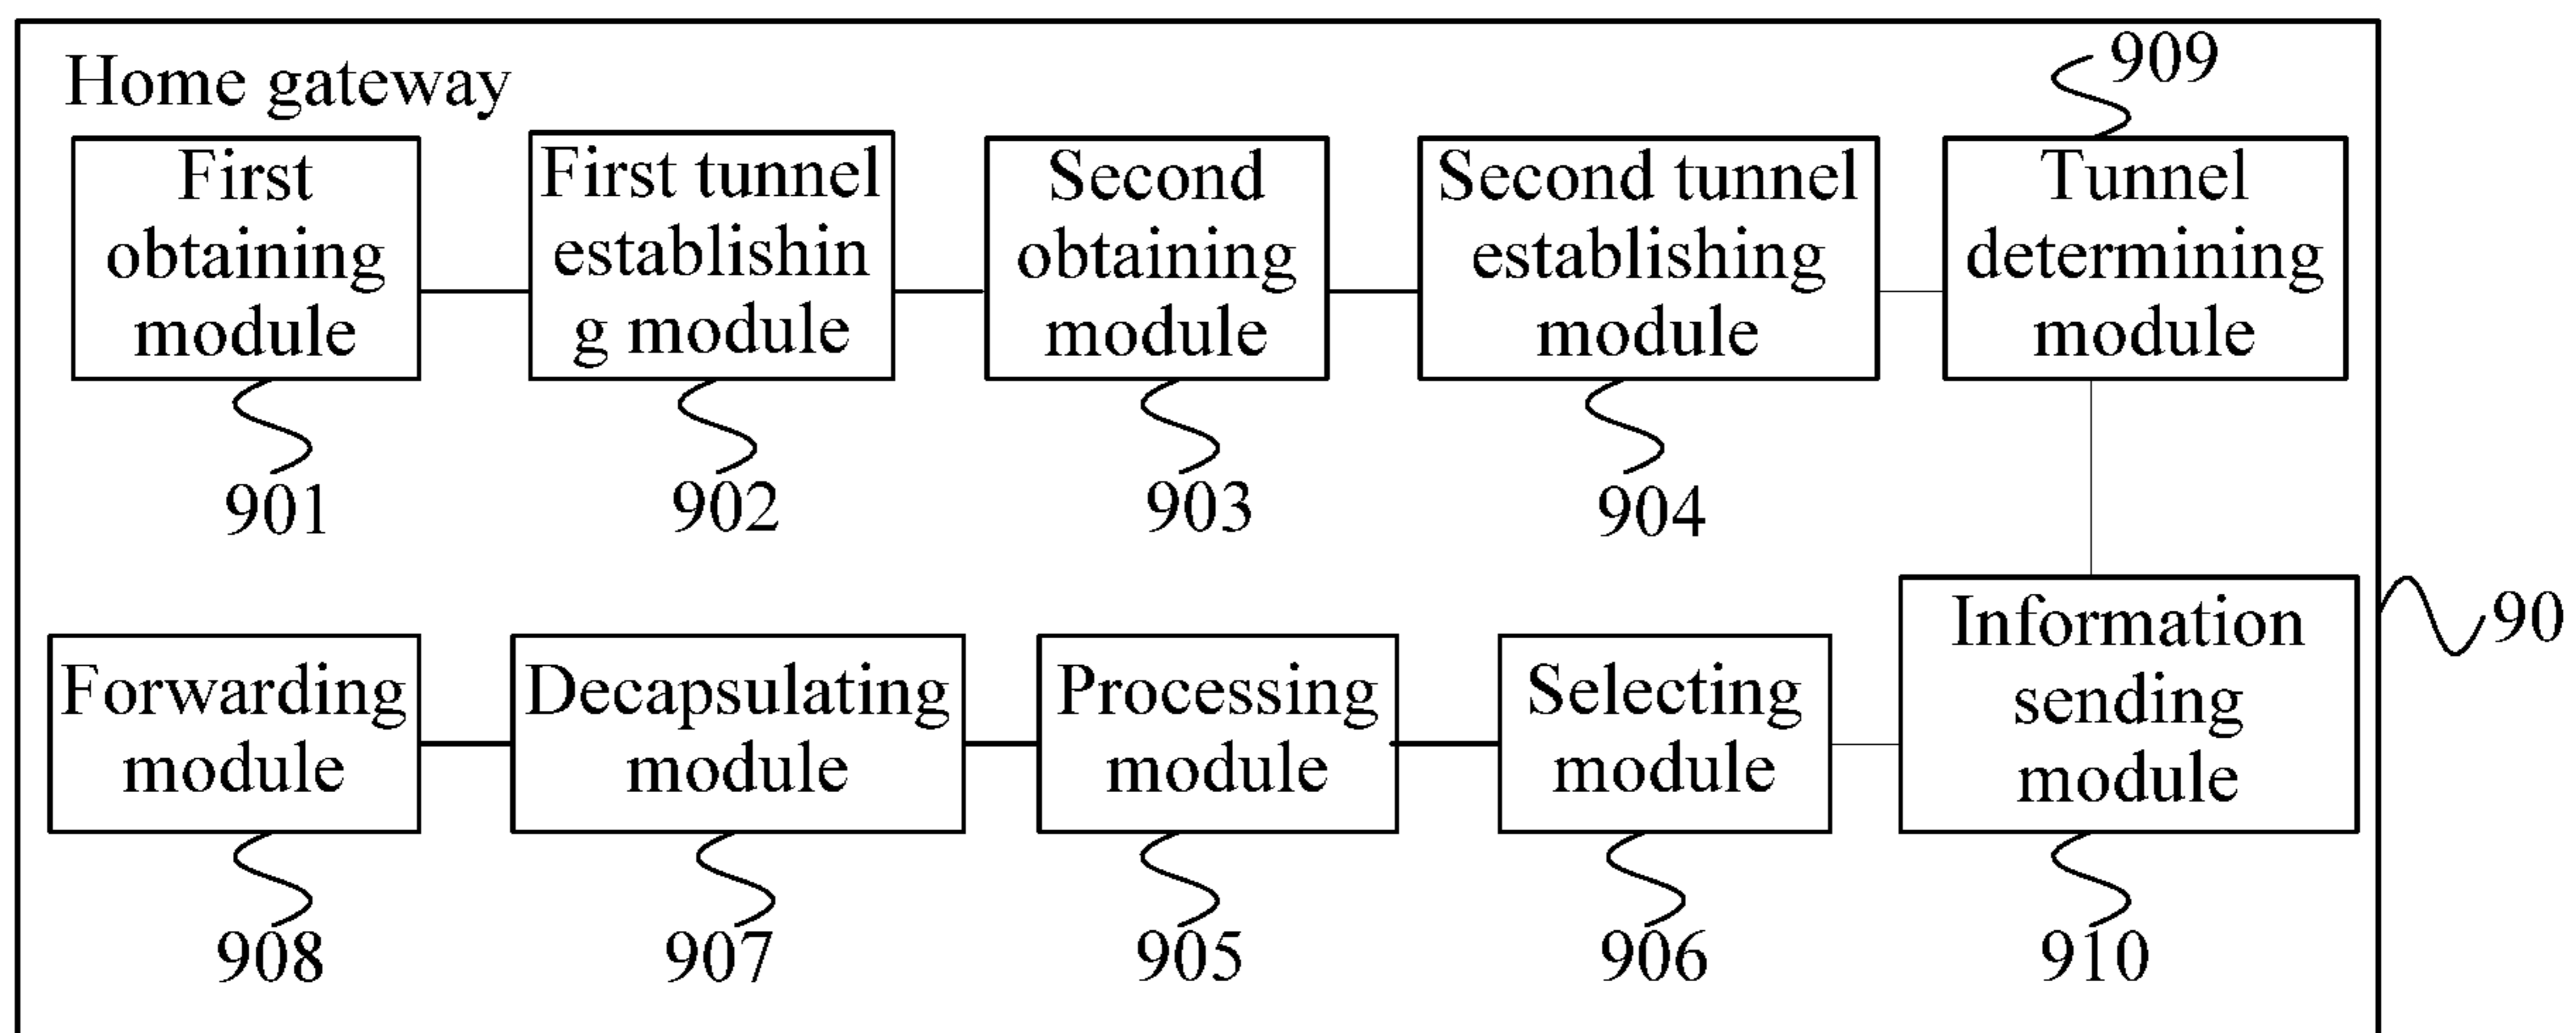 Home gateway
909
First
obtaining
module
First tunnel
establishin
g module
Second
obtaining
module
Second tunnel
establishing
module
Tunnel
determining
module
901
902
903
904
90
Forwarding
module
Decapsulating
module
Processing
module
Selecting
module
Information
sending
module
908
907
905
906
910